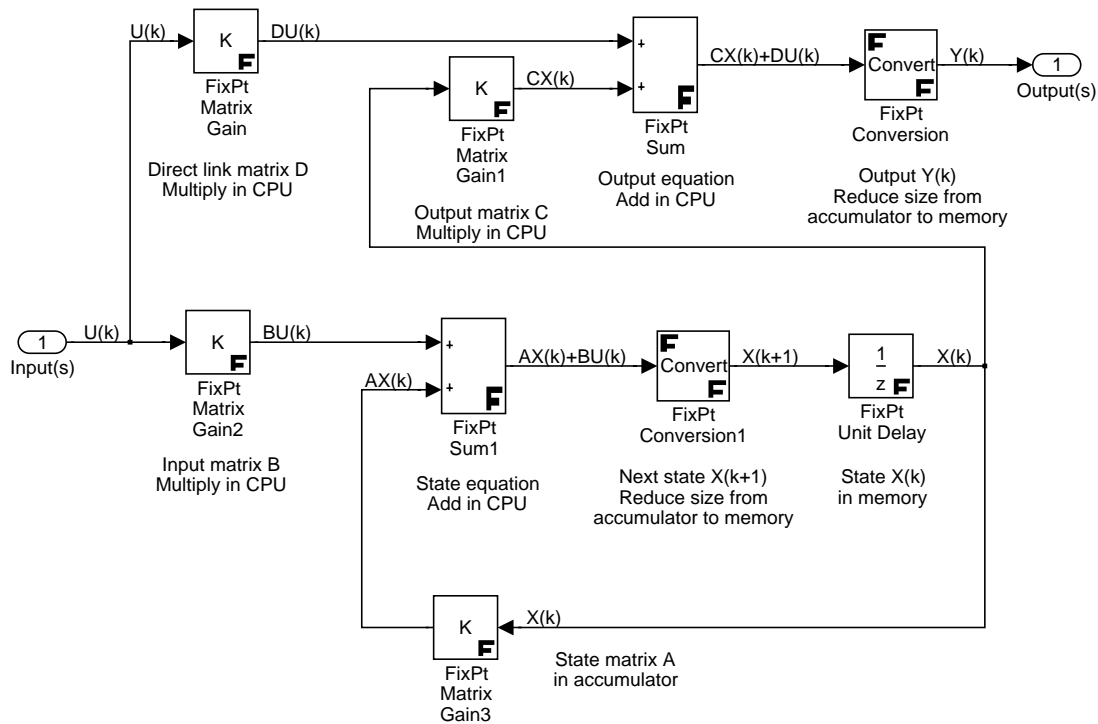 U(k)
K
F
DU(k)
FixPt
Matrix
Gain
Direct link matrix D
Multiply in CPU
K
F
CX(k)
FixPt
Matrix
Gain1
Output matrix C
Multiply in CPU
+
+
F
FixPt
Sum
Output equation
Add in CPU
CX(k)+DU(k)
F
Convert
F
FixPt
Conversion
Output Y(k)
Reduce size from
accumulator to memory
Y(k)
1
Output(s)
1
Input(s)
U(k)
K
F
BU(k)
FixPt
Matrix
Gain2
Input matrix B
Multiply in CPU
AX(k)
+
+
F
FixPt
Sum1
State equation
Add in CPU
AX(k)+BU(k)
F
Convert
F
FixPt
Conversion1
Next state X(k+1)
Reduce size from
accumulator to memory
X(k+1)
1
z
F
FixPt
Unit Delay
State X(k)
in memory
X(k)
K
F
X(k)
FixPt
Matrix
Gain3
State matrix A
in accumulator